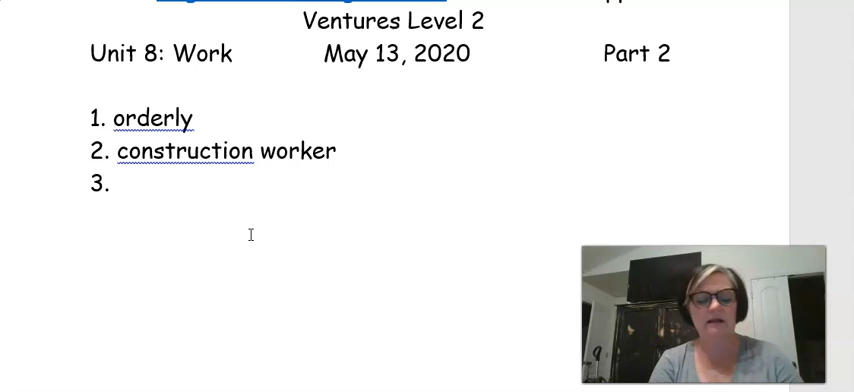 Ventures Level 2
Unit 8: Work May 13, 2020 Part 2
1. orderly
2. construction worker
3.